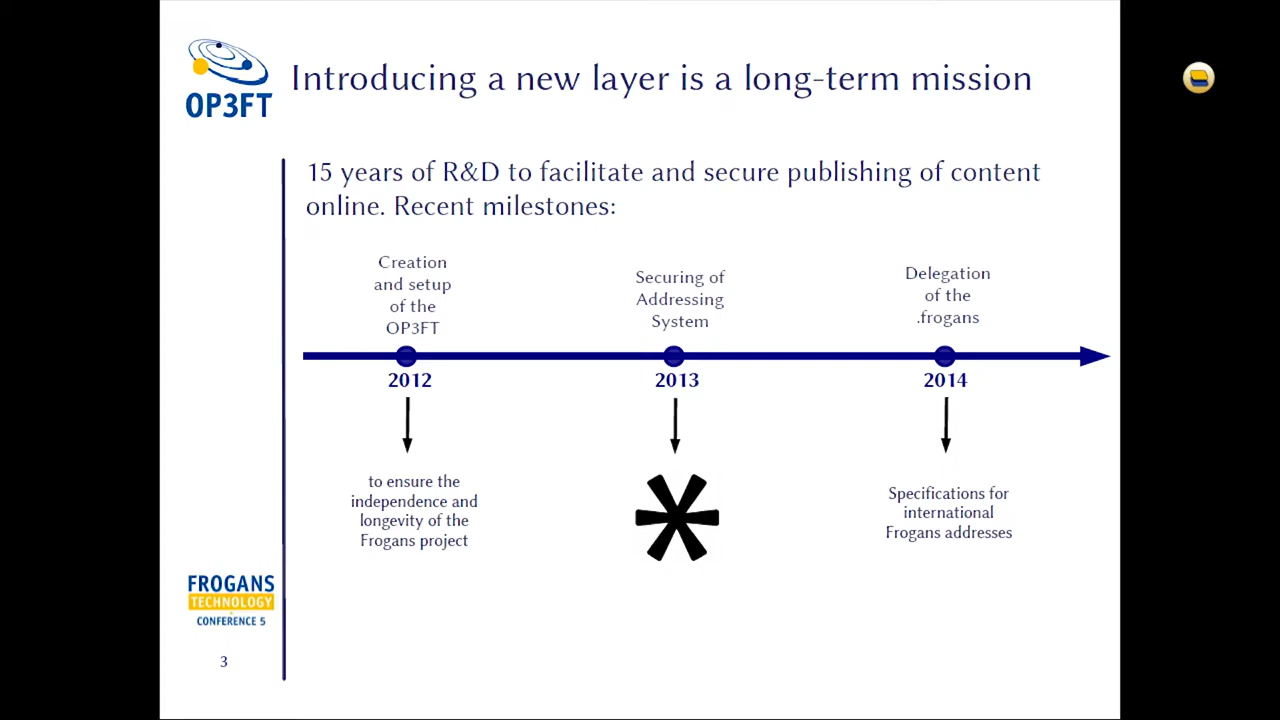 OP3FT
Introducing a new layer is a long-term mission
15 years of R&D to facilitate and secure publishing of content
online. Recent milestones:
Creation
and setup
of the
OP3FT
Securing of
Addressing
System
Delegation
of the
.frogans
2012
2013
2014
to ensure the
independence and
longevity of the
Frogans project
*
Specifications for
international
Frogans addresses
FROGANS
TECHNOLOGY
CONFERENCE 5
3